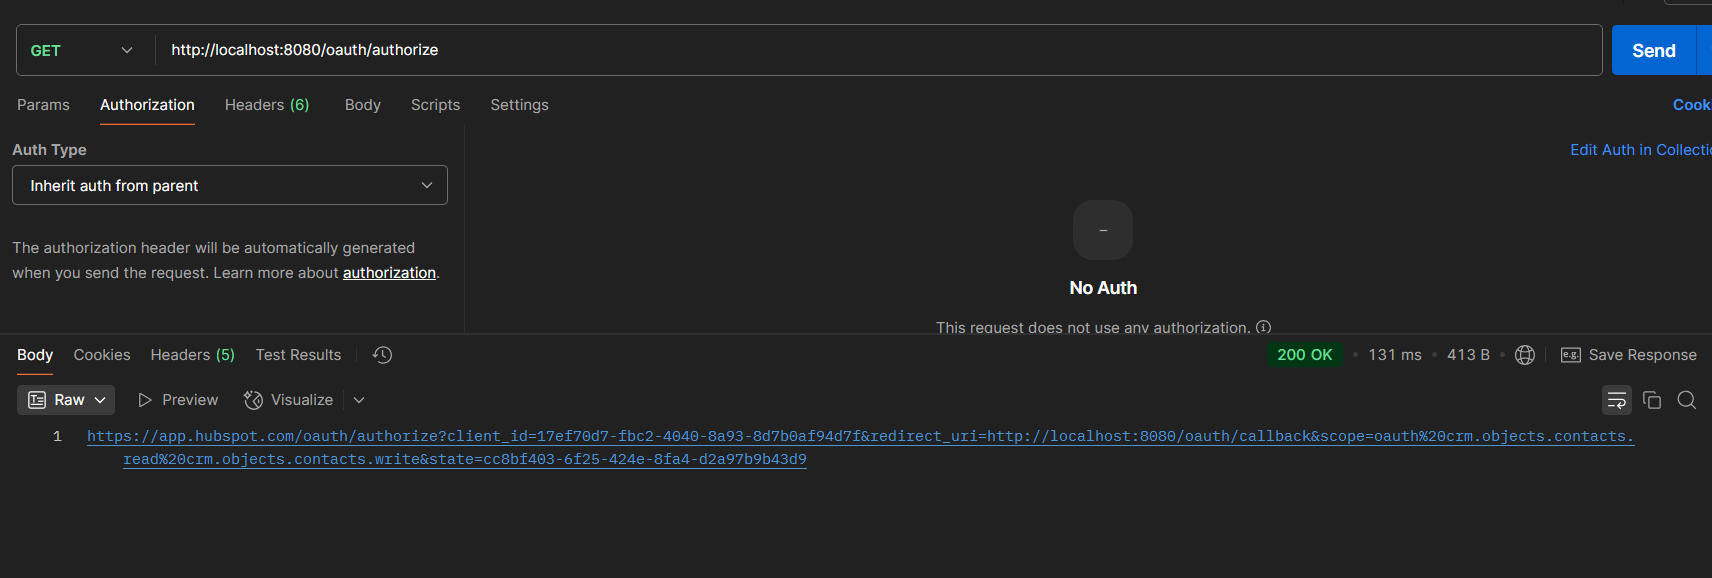 GET http://localhost:8080/oauth/authorize Send
Params Authorization Headers (6) Body Scripts Settings Cook
Auth Type
Edit Auth in Collectio
Inherit auth from parent
The authorization header will be automatically generated
when you send the request. Learn more about authorization.
No Auth
This request does not use any authorization.
Body Cookies Headers (5) Test Results 200 OK • 131 ms • 413 B • e.g. Save Response
Raw Preview Visualize
1 https://app.hubspot.com/oauth/authorize?client_id=17ef70d7-fbc2-4040-8a93-8d7b0af94d7f&redirect_uri=http://localhost:8080/oauth/callback&scope=oauth%20crm.objects.contacts.
read%20crm.objects.contacts.write&state=cc8bf403-6f25-424e-8fa4-d2a97b9b43d9